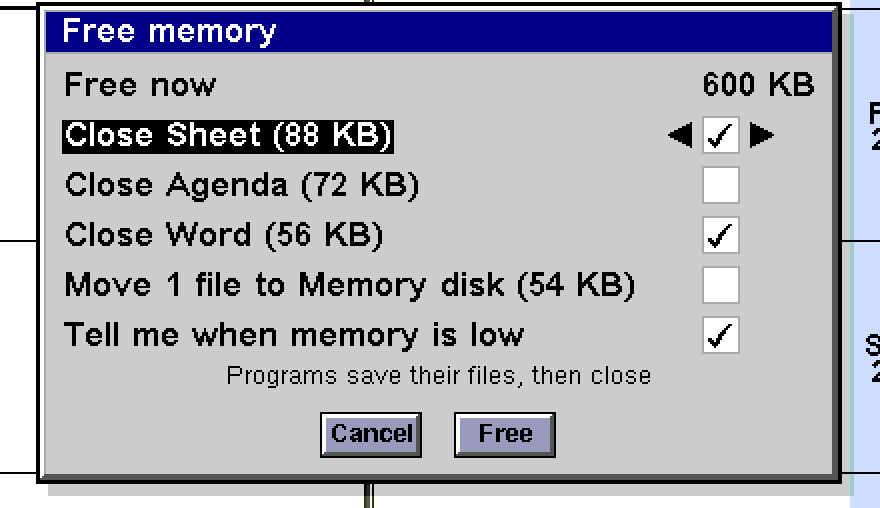 Free memory
Free now 600 KB
Close Sheet (88 KB)
Close Agenda (72 KB)
Close Word (56 KB)
Move 1 file to Memory disk (54 KB)
Tell me when memory is low
Programs save their files, then close
Cancel Free